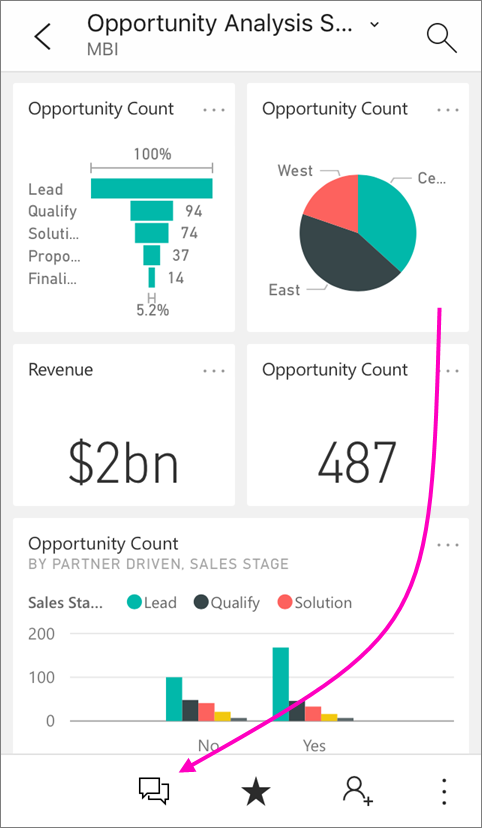 Opportunity Analysis S...
MBI
Opportunity Count ...
100%
Lead
Qualify 94
Soluti... 74
Propo... 37
Finali... 14
5.2%
Opportunity Count ...
West
Ce...
East
Revenue ...
$2bn
Opportunity Count ...
487
Opportunity Count ...
BY PARTNER DRIVEN, SALES STAGE
Sales Sta... Lead Qualify Solution
200
100
0
No Yes